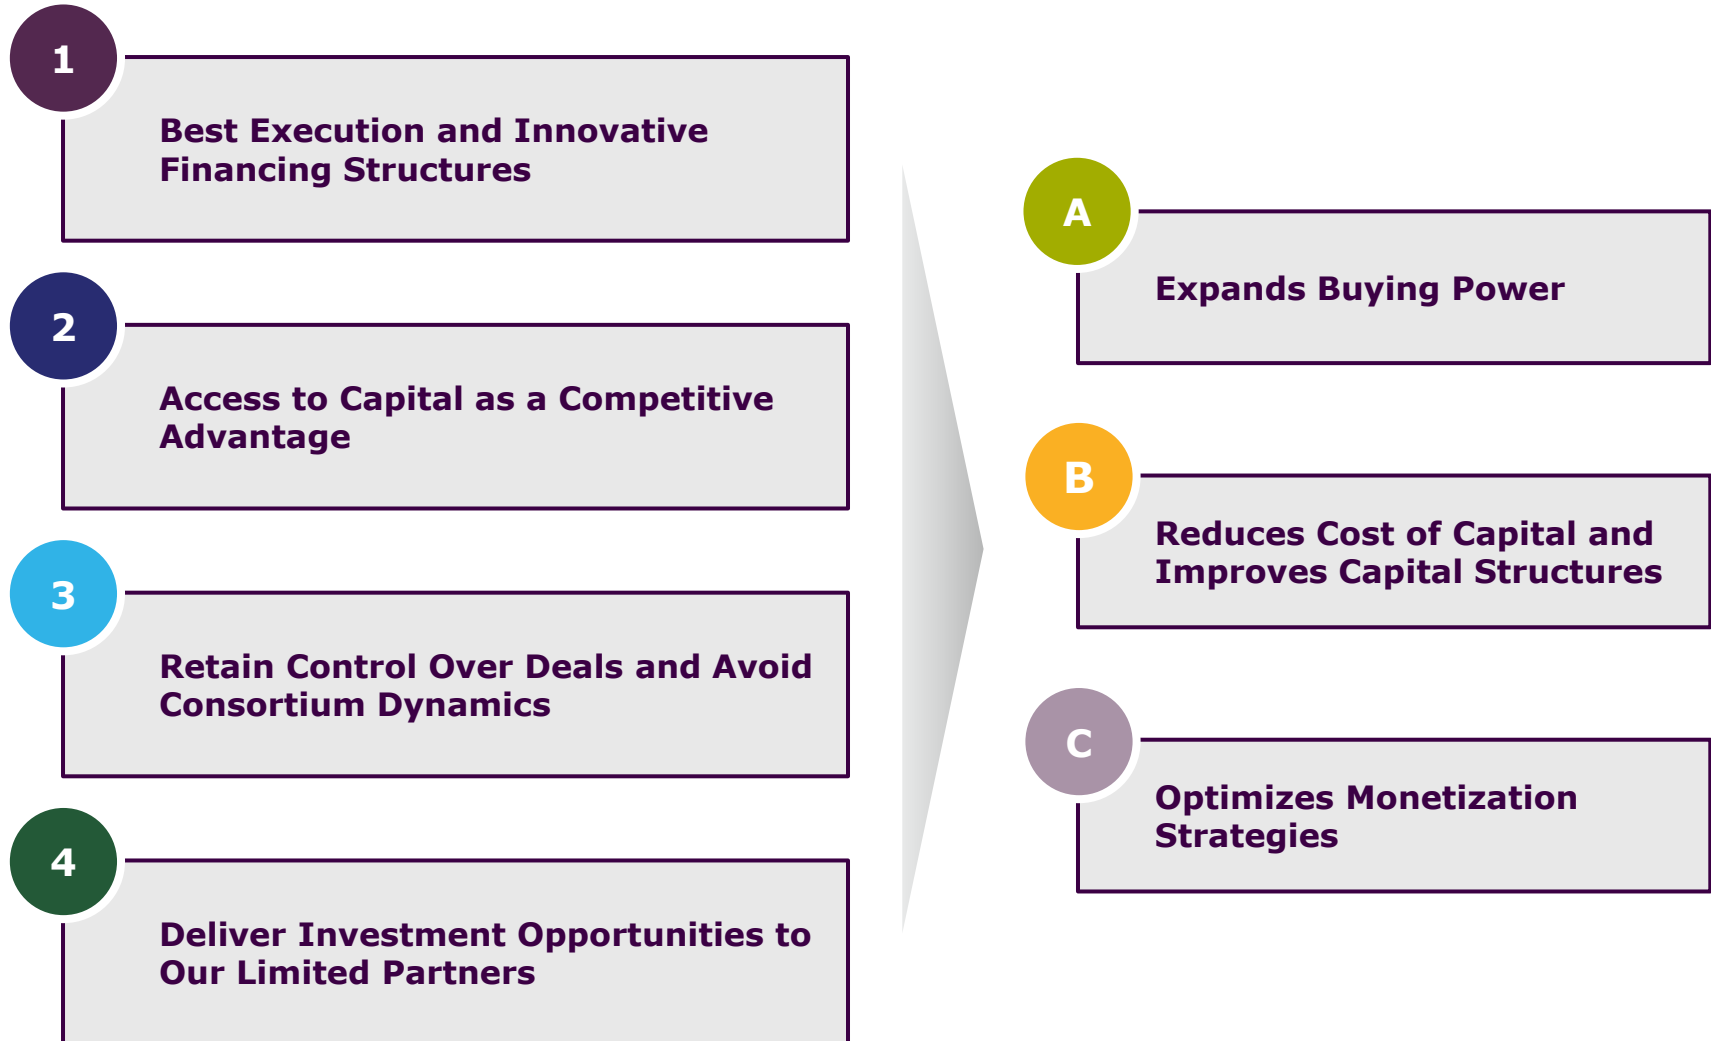 1
Best Execution and Innovative
Financing Structures
2
Access to Capital as a Competitive
Advantage
3
Retain Control Over Deals and Avoid
Consortium Dynamics
4
Deliver Investment Opportunities to
Our Limited Partners
A
Expands Buying Power
B
Reduces Cost of Capital and
Improves Capital Structures
C
Optimizes Monetization
Strategies